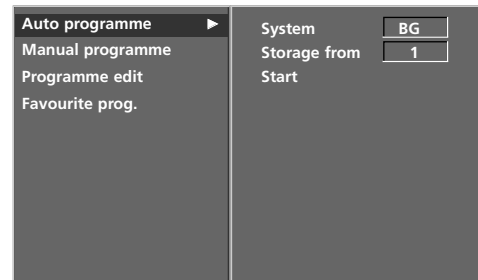 Auto programme ►
Manual programme
Programme edit
Favourite prog.
System BG
Storage from 1
Start